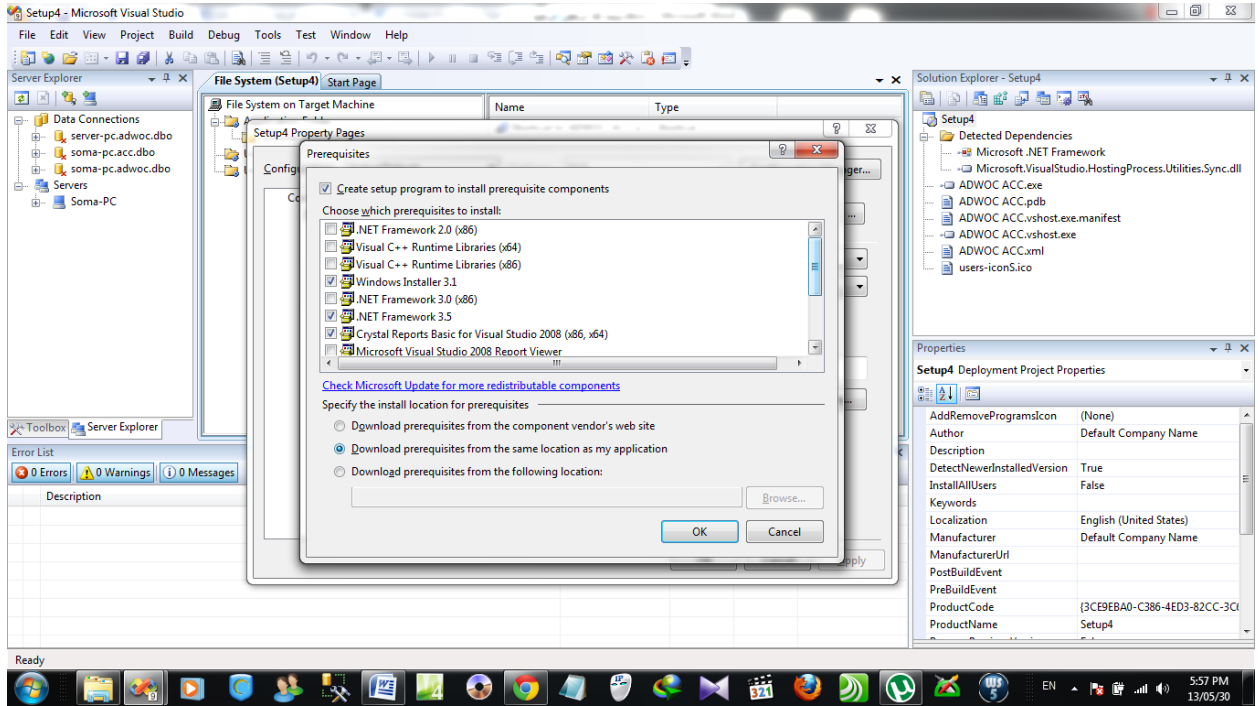 Setup4 - Microsoft Visual Studio
File Edit View Project Build Debug Tools Test Window Help
Server Explorer
Data Connections
server-pc.adwoc.dbo
soma-pc.acc.dbo
soma-pc.adwoc.dbo
Servers
Soma-PC
Toolbox Server Explorer
File System (Setup4) Start Page
File System on Target Machine
Name Type
Setup4 Property Pages
Prerequisites
Create setup program to install prerequisite components
Choose which prerequisites to install:
.NET Framework 2.0 (x86)
Visual C++ Runtime Libraries (x64)
Visual C++ Runtime Libraries (x86)
Windows Installer 3.1
.NET Framework 3.0 (x86)
.NET Framework 3.5
Crystal Reports Basic for Visual Studio 2008 (x86, x64)
Microsoft Visual Studio 2008 Report Viewer
Check Microsoft Update for more redistributable components
Specify the install location for prerequisites
Download prerequisites from the component vendor's web site
Download prerequisites from the same location as my application
Download prerequisites from the following location:
Browse...
OK Cancel
Solution Explorer - Setup4
Setup4
Detected Dependencies
Microsoft .NET Framework
Microsoft.VisualStudio.HostingProcess.Utilities.Sync.dll
ADWOC ACC.exe
ADWOC ACC.pdb
ADWOC ACC.vshost.exe.manifest
ADWOC ACC.vshost.exe
ADWOC ACC.xml
users-iconS.ico
Properties
Setup4 Deployment Project Properties
AddRemoveProgramsIcon (None)
Author Default Company Name
Description
DetectNewerInstalledVersion True
InstallAllUsers False
Keywords
Localization English (United States)
Manufacturer Default Company Name
ManufacturerUrl
PostBuildEvent
PreBuildEvent
ProductCode {3CE9EBA0-C386-4ED3-82CC-3C
ProductName Setup4
Error List
0 Errors 0 Warnings 0 Messages
Description
Ready
321
EN
5:57 PM
13/05/30